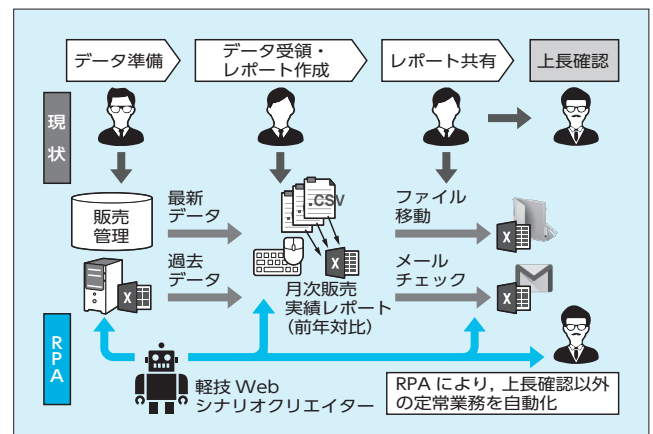 データ準備
データ受領・
レポート作成
レポート共有
上長確認
現状
販売
管理
最新
データ
過去
データ
.CSV
X
X
X
X
月次販売
実績レポート
（前年対比）
ファイル
移動
メール
チェック
RPA
軽技 Web
シナリオクリエイター
RPA により，上長確認以外
の定常業務を自動化